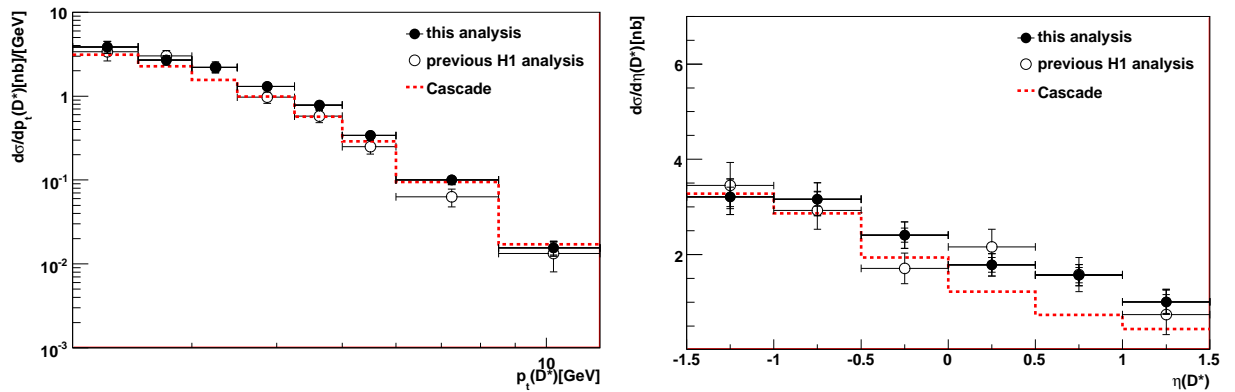 dσ/dp_t(D*)[nb]/[GeV]
10
1
10^-1
10^-2
10^-3
this analysis
previous H1 analysis
Cascade
10
p_t(D*)[GeV]
dσ/dη(D*)[nb]
6
4
2
this analysis
previous H1 analysis
Cascade
-1.5 -1 -0.5 0 0.5 1 1.5
η(D*)